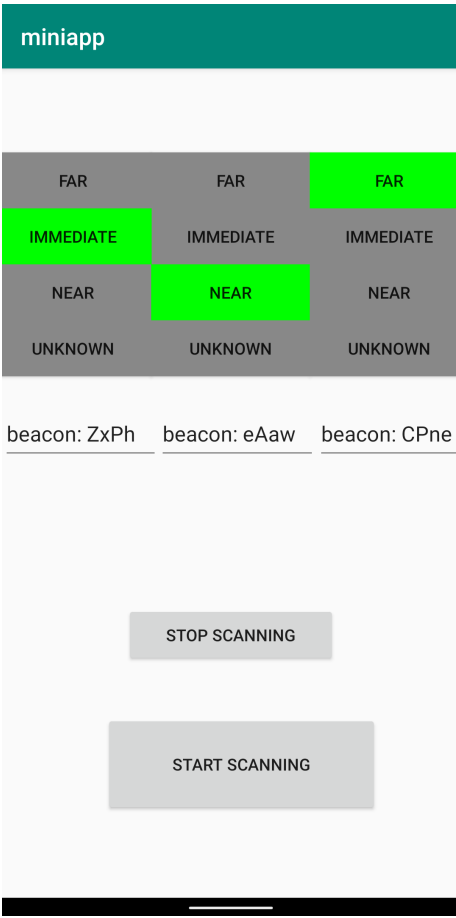 miniapp
FAR FAR FAR
IMMEDIATE IMMEDIATE IMMEDIATE
NEAR NEAR NEAR
UNKNOWN UNKNOWN UNKNOWN
beacon: ZxPh beacon: eAaw beacon: CPne
STOP SCANNING
START SCANNING